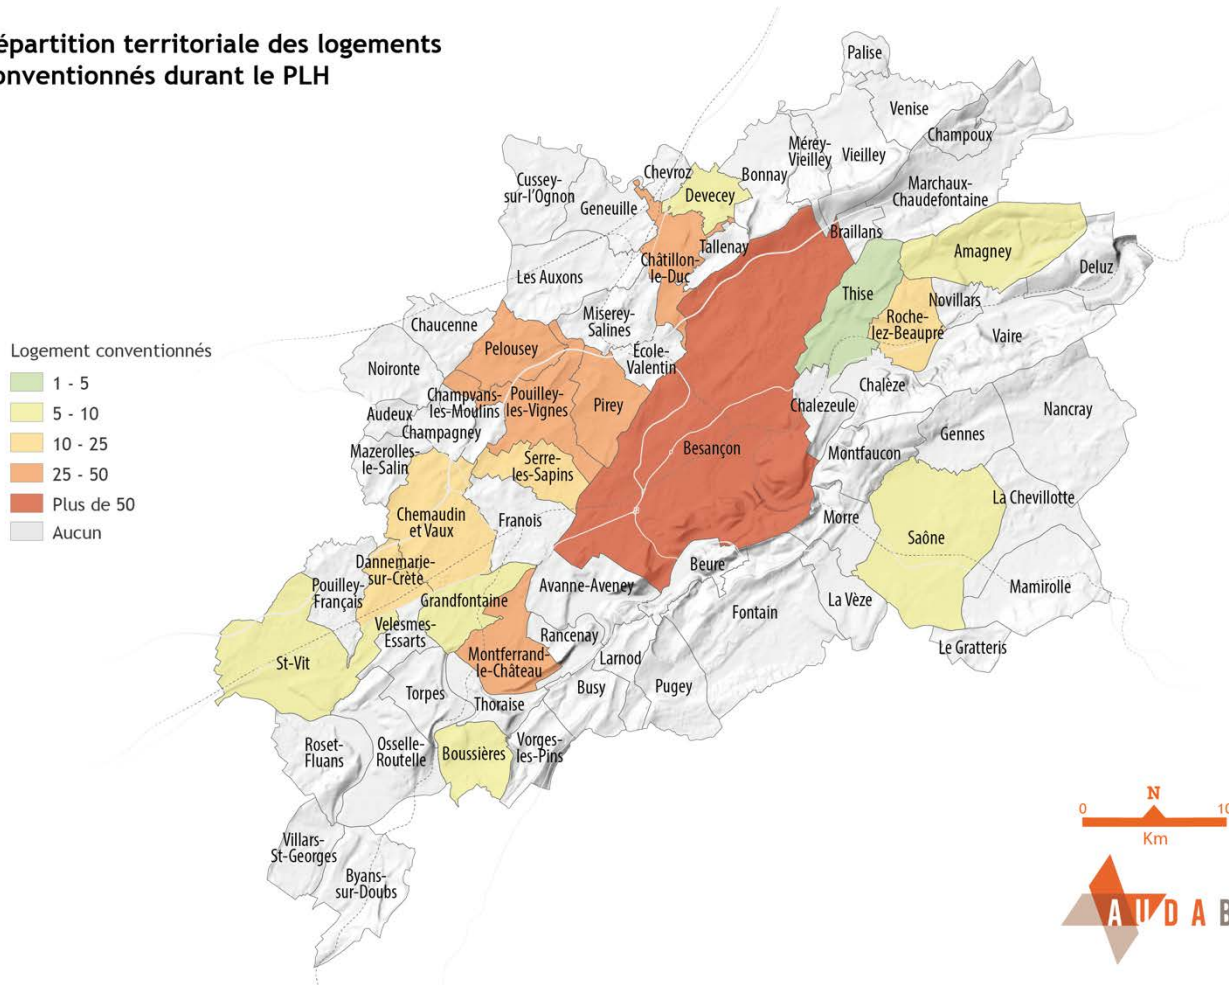 épartition territoriale des logements
onventionnés durant le PLH
Palise
Venise
Champoux
Mérey-
Vieilley
Vieilley
Chevroz
Bonnay
Cussey-
sur-l'Ognon
Devecey
Marchaux-
Chaudefontaine
Geneuille
Braillans
Tallenay
Amagney
Châtillon-
le-Duc
Deluz
Les Auxons
Thise
Novillars
Roche-
lez-Beaupré
Miserey-
Salines
Chaucenne
Vaire
Pelousey
École-
Valentin
Noironte
Chalèze
Champvans-
les-Moulins
Pouilley-
les-Vignes
Pirey
Chalezeule
Nancray
Audeux
Champagney
Gennes
Besançon
Mazerolles-
le-Salin
Serre-
les-Sapins
Montfaucon
La Chevillotte
Chemaudin
et Vaux
Franois
Morre
Saône
Dannemarie-
sur-Crète
Beure
Pouilley-
Français
Avanne-Aveney
Mamirolle
Grandfontaine
La Vèze
Fontain
Velesmes-
Essarts
Rancenay
Le Gratteris
St-Vit
Montferrand-
le-Château
Larnod
Busy
Pugey
Torpes
Thoraise
Roset-
Fluans
Osselle-
Routelle
Boussières
Vorges-
les-Pins
Villars-
St-Georges
Byans-
sur-Doubs
Logement conventionnés
1 - 5
5 - 10
10 - 25
25 - 50
Plus de 50
Aucun
N
0 10
Km
AUDAB